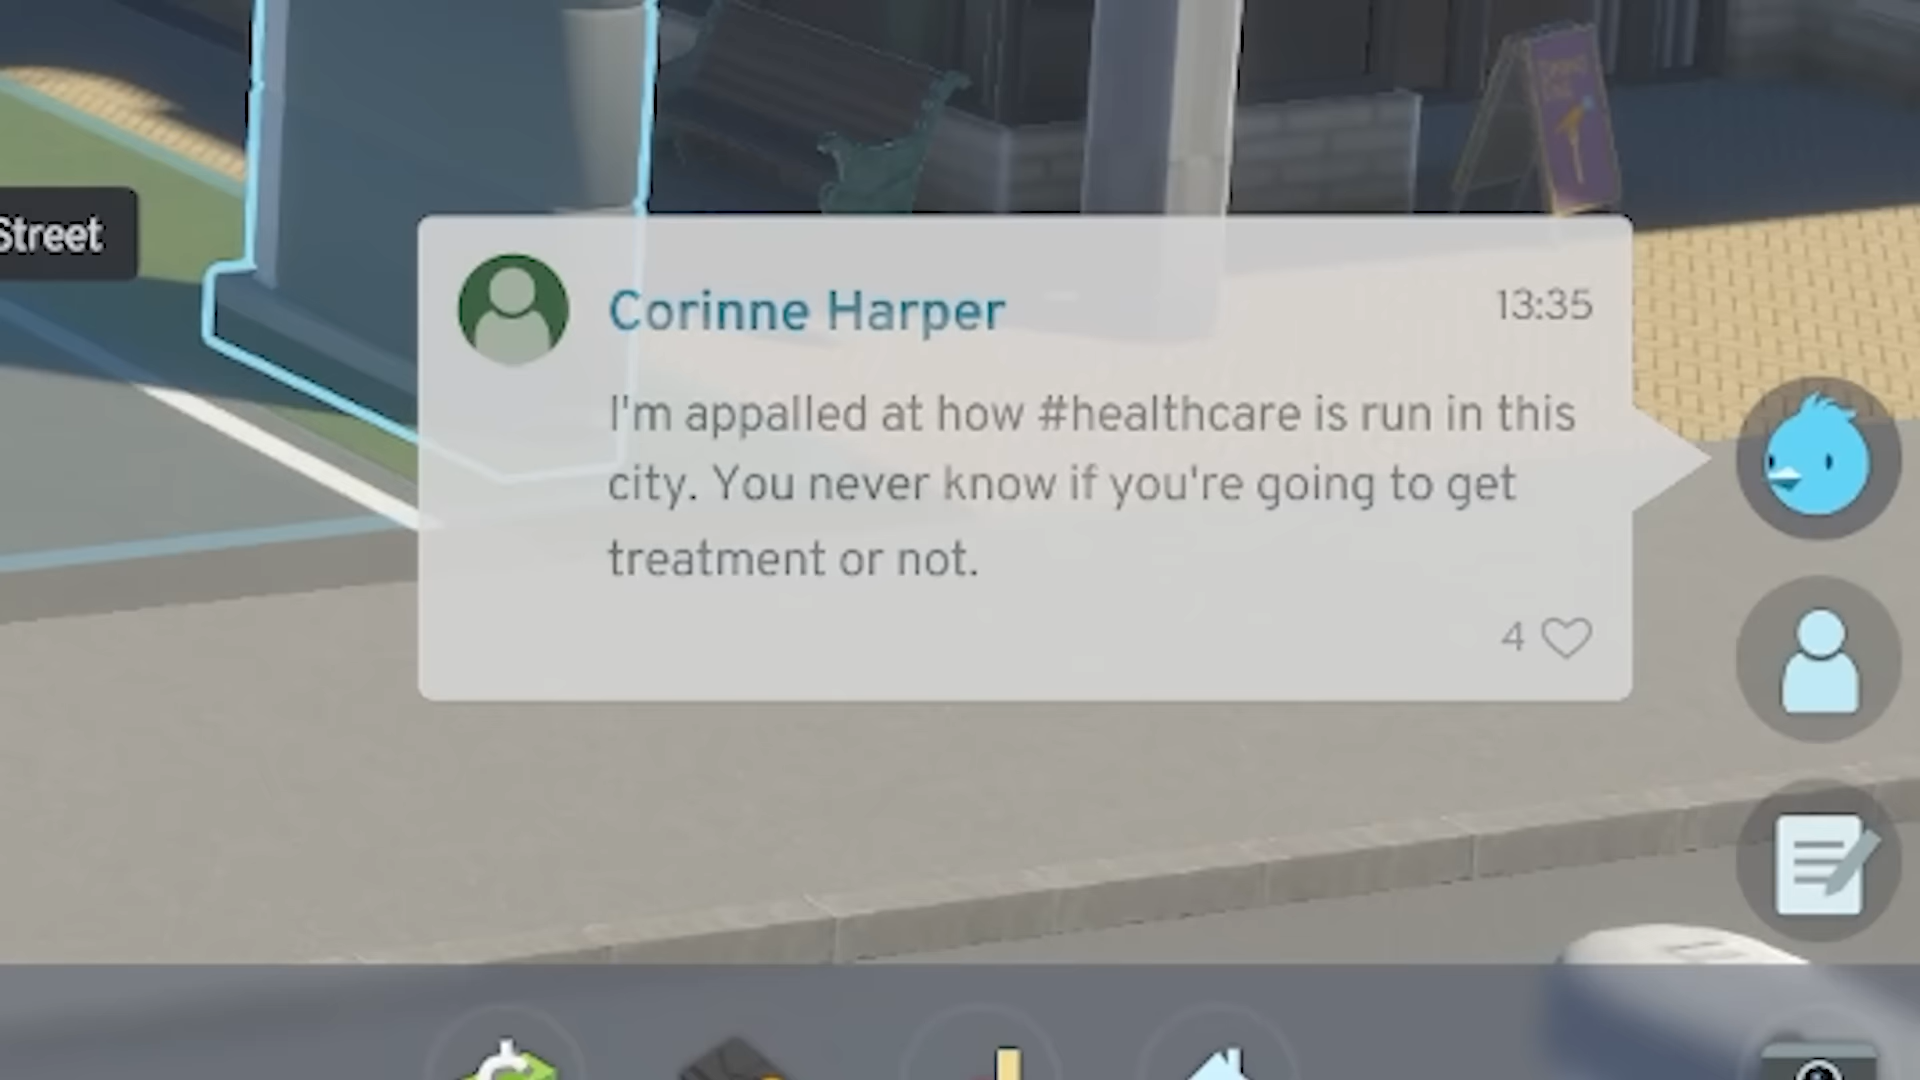 Street
Corinne Harper
13:35
I'm appalled at how #healthcare is run in this
city. You never know if you're going to get
treatment or not.
4